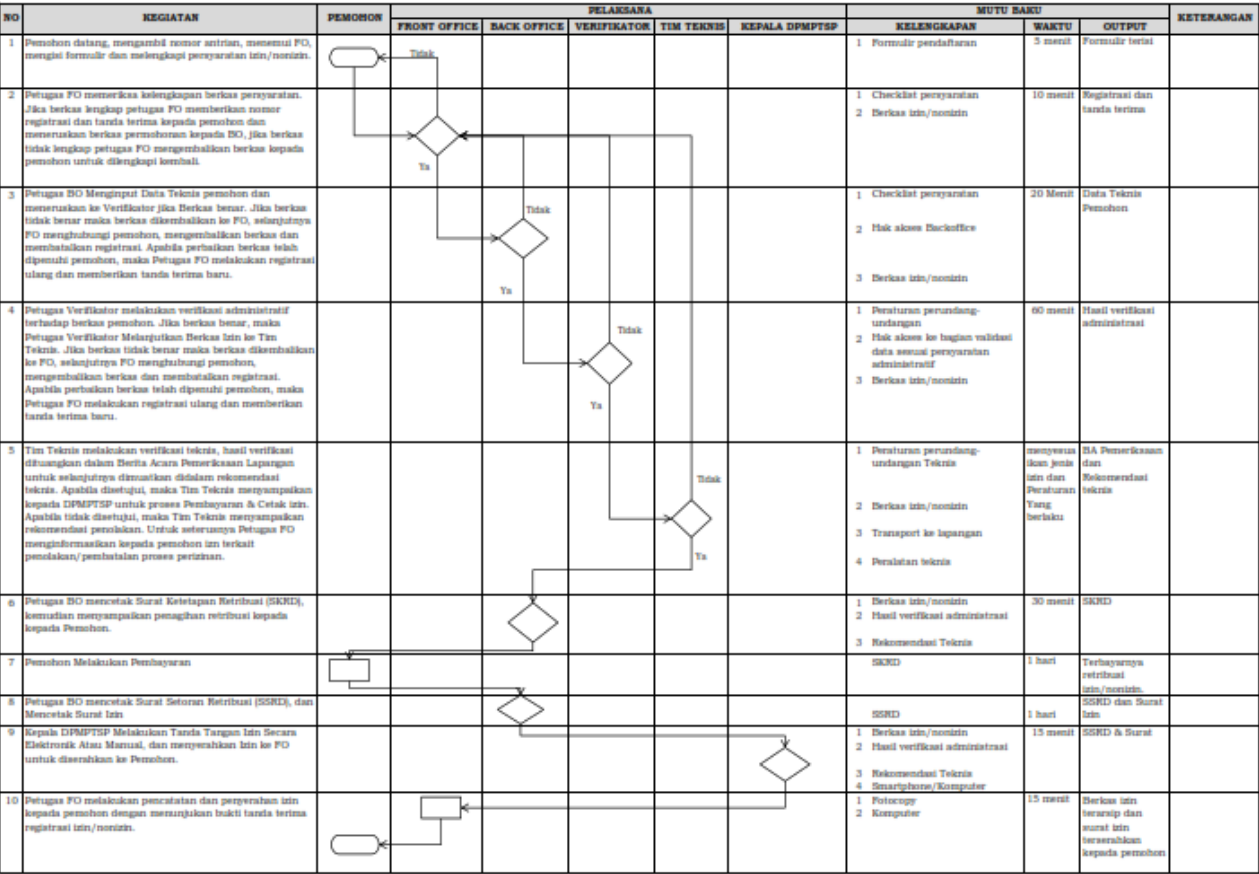 NO KEGIATAN PEMOHON PELAKSANA MUTU BAKU KETERANGAN
FRONT OFFICE BACK OFFICE VERIFIKATOR TIM TEKNIS KEPALA DPMPTSP KELENGKAPAN WAKTU OUTPUT
1 Pemohon datang, mengambil nomor antrian, menemui FO,
mengisi formulir dan melengkapi persyaratan izin/nonizin.
Tidak
1 Formulir pendaftaran
5 menit
Formulir terisi
2 Petugas FO memeriksa kelengkapan berkas persyaratan.
Jika berkas lengkap petugas FO memberikan nomor
registrasi dan tanda terima kepada pemohon dan
meneruskan berkas permohonan kepada BO, jika berkas
tidak lengkap petugas FO mengembalikan berkas kepada
pemohon untuk dilengkapi kembali.
Ya
1 Checklist persyaratan
2 Berkas izin/nonizin
10 menit
Registrasi dan
tanda terima
3 Petugas BO Menginput Data Teknis pemohon dan
meneruskan ke Verifikator jika Berkas benar. Jika berkas
tidak benar maka berkas dikembalikan ke FO, selanjutnya
FO menghubungi pemohon, mengembalikan berkas dan
membatalkan registrasi. Apabila perbaikan berkas telah
dipenuhi pemohon, maka Petugas FO melakukan registrasi
ulang dan memberikan tanda terima baru.
Tidak
Ya
1 Checklist persyaratan
2 Hak akses Backoffice
3 Berkas izin/nonizin
20 Menit
Data Teknis
Pemohon
4 Petugas Verifikator melakukan verifikasi administratif
terhadap berkas pemohon. Jika berkas benar, maka
Petugas Verifikator Melanjutkan Berkas Izin ke Tim
Teknis. Jika berkas tidak benar maka berkas dikembalikan
ke FO, selanjutnya FO menghubungi pemohon,
mengembalikan berkas dan membatalkan registrasi.
Apabila perbaikan berkas telah dipenuhi pemohon, maka
Petugas FO melakukan registrasi ulang dan memberikan
tanda terima baru.
Tidak
Ya
1 Peraturan perundang-
undangan
2 Hak akses ke bagian validasi
data sesuai persyaratan
administratif
3 Berkas izin/nonizin
60 menit
Hasil verifikasi
administrasi
5 Tim Teknis melakukan verifikasi teknis, hasil verifikasi
dituangkan dalam Berita Acara Pemeriksaan Lapangan
untuk selanjutnya dimuatkan didalam rekomendasi
teknis. Apabila disetujui, maka Tim Teknis menyampaikan
kepada DPMPTSP untuk proses Pembayaran & Cetak izin.
Apabila tidak disetujui, maka Tim Teknis menyampaikan
rekomendasi penolakan. Untuk seterusnya Petugas FO
menginformasikan kepada pemohon izn terkait
penolakan/pembatalan proses perizinan.
Tidak
Ya
1 Peraturan perundang-
undangan Teknis
2 Berkas izin/nonizin
3 Transport ke lapangan
4 Peralatan teknis
menyesua
ikan jenis
izin dan
Peraturan
Yang
berlaku
BA Pemeriksaan
dan
Rekomendasi
teknis
6 Petugas BO mencetak Surat Ketetapan Retribusi (SKRD),
kemudian menyampaikan penagihan retribusi kepada
kepada Pemohon.
1 Berkas izin/nonizin
2 Hasil verifikasi administrasi
3 Rekomendasi Teknis
30 menit
SKRD
7 Pemohon Melakukan Pembayaran
SKRD
1 hari
Terbayarnya
retribusi
izin/nonizin.
8 Petugas BO mencetak Surat Setoran Retribusi (SSRD), dan
Mencetak Surat Izin
SSRD
1 hari
SSRD dan Surat
Izin
9 Kepala DPMPTSP Melakukan Tanda Tangan Izin Secara
Elektronik Atau Manual, dan menyerahkan Izin ke FO
untuk diserahkan ke Pemohon.
1 Berkas izin/nonizin
2 Hasil verifikasi administrasi
3 Rekomendasi Teknis
4 Smartphone/Komputer
15 menit
SSRD & Surat
10 Petugas FO melakukan pencatatan dan penyerahan izin
kepada pemohon dengan menunjukan bukti tanda terima
registrasi izin/nonizin.
1 Fotocopy
2 Komputer
15 menit
Berkas izin
terarsip dan
surat izin
terserahkan
kepada pemohon